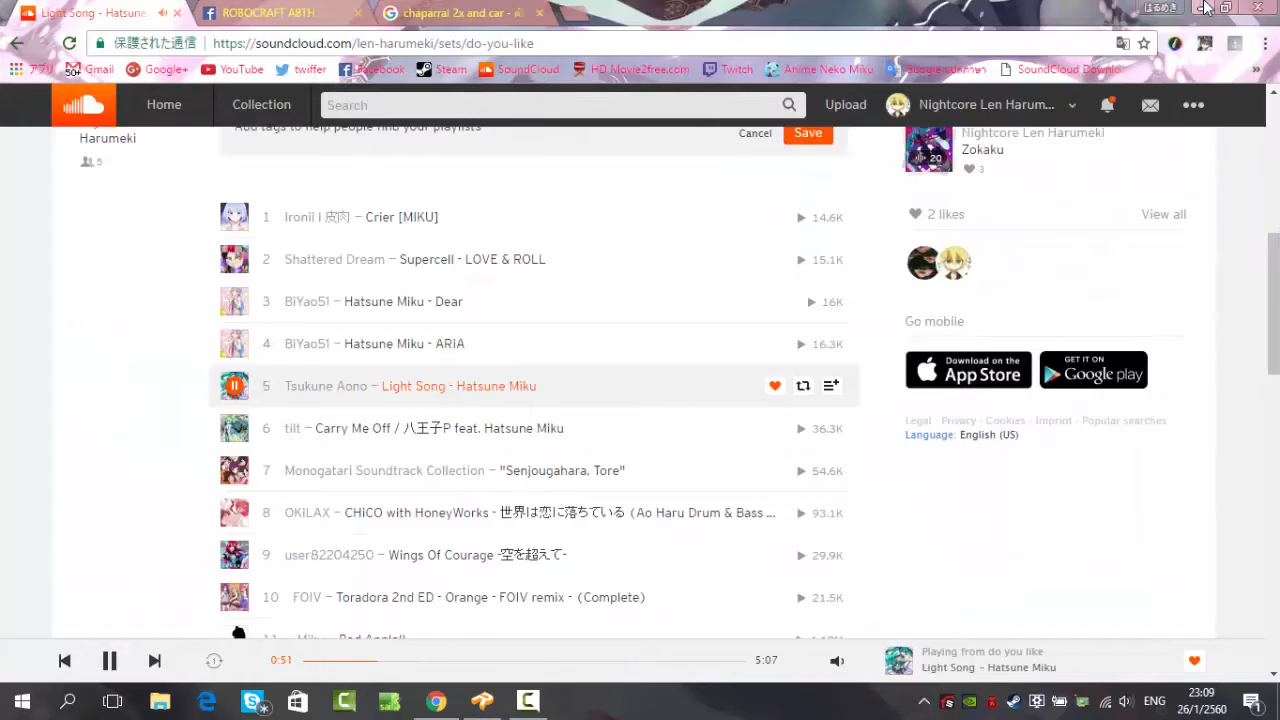 Light Song - Hatsune
ROBOCRAFT A8TH
chaparral 2x and car -
はるめき
保護された通信
https://soundcloud.com/len-harumeki/sets/do-you-like
アプリ
50+
Gmail
Google+
YouTube
twiffer
Facebook
Steam
SoundCloud
HD Movie2free.com
Twitch
Anime Neko Miku
SoundCloud Downlo
Home
Collection
Search
Upload
Nightcore Len Harum...
Harumeki
5
Add tags to help people find your playlists
Cancel
Save
Nightcore Len Harumeki
Zokaku
20
3
1 Ironii | 皮肉 – Crier [MIKU] 14.6K
2 Shattered Dream – Supercell - LOVE & ROLL 15.1K
3 BiYao51 – Hatsune Miku - Dear 16K
4 BiYao51 – Hatsune Miku - ARiA 16.3K
5 Tsukune Aono – Light Song - Hatsune Miku
6 tilt – Carry Me Off / 八王子P feat. Hatsune Miku 36.3K
7 Monogatari Soundtrack Collection – "Senjougahara, Tore" 54.6K
8 OKiLAX – CHiCO with HoneyWorks - 世界は恋に落ちている (Ao Haru Drum & Bass ... 93.1K
9 user82204250 – Wings Of Courage -空を超えて- 29.9K
10 FOIV – Toradora 2nd ED - Orange - FOIV remix - (Complete) 21.5K
2 likes
View all
Go mobile
Download on the
App Store
GET IT ON
Google play
Legal - Privacy - Cookies - Imprint - Popular searches
Language: English (US)
0:51
5:07
Playing from do you like
Light Song - Hatsune Miku
ENG
23:09
26/1/2560
1